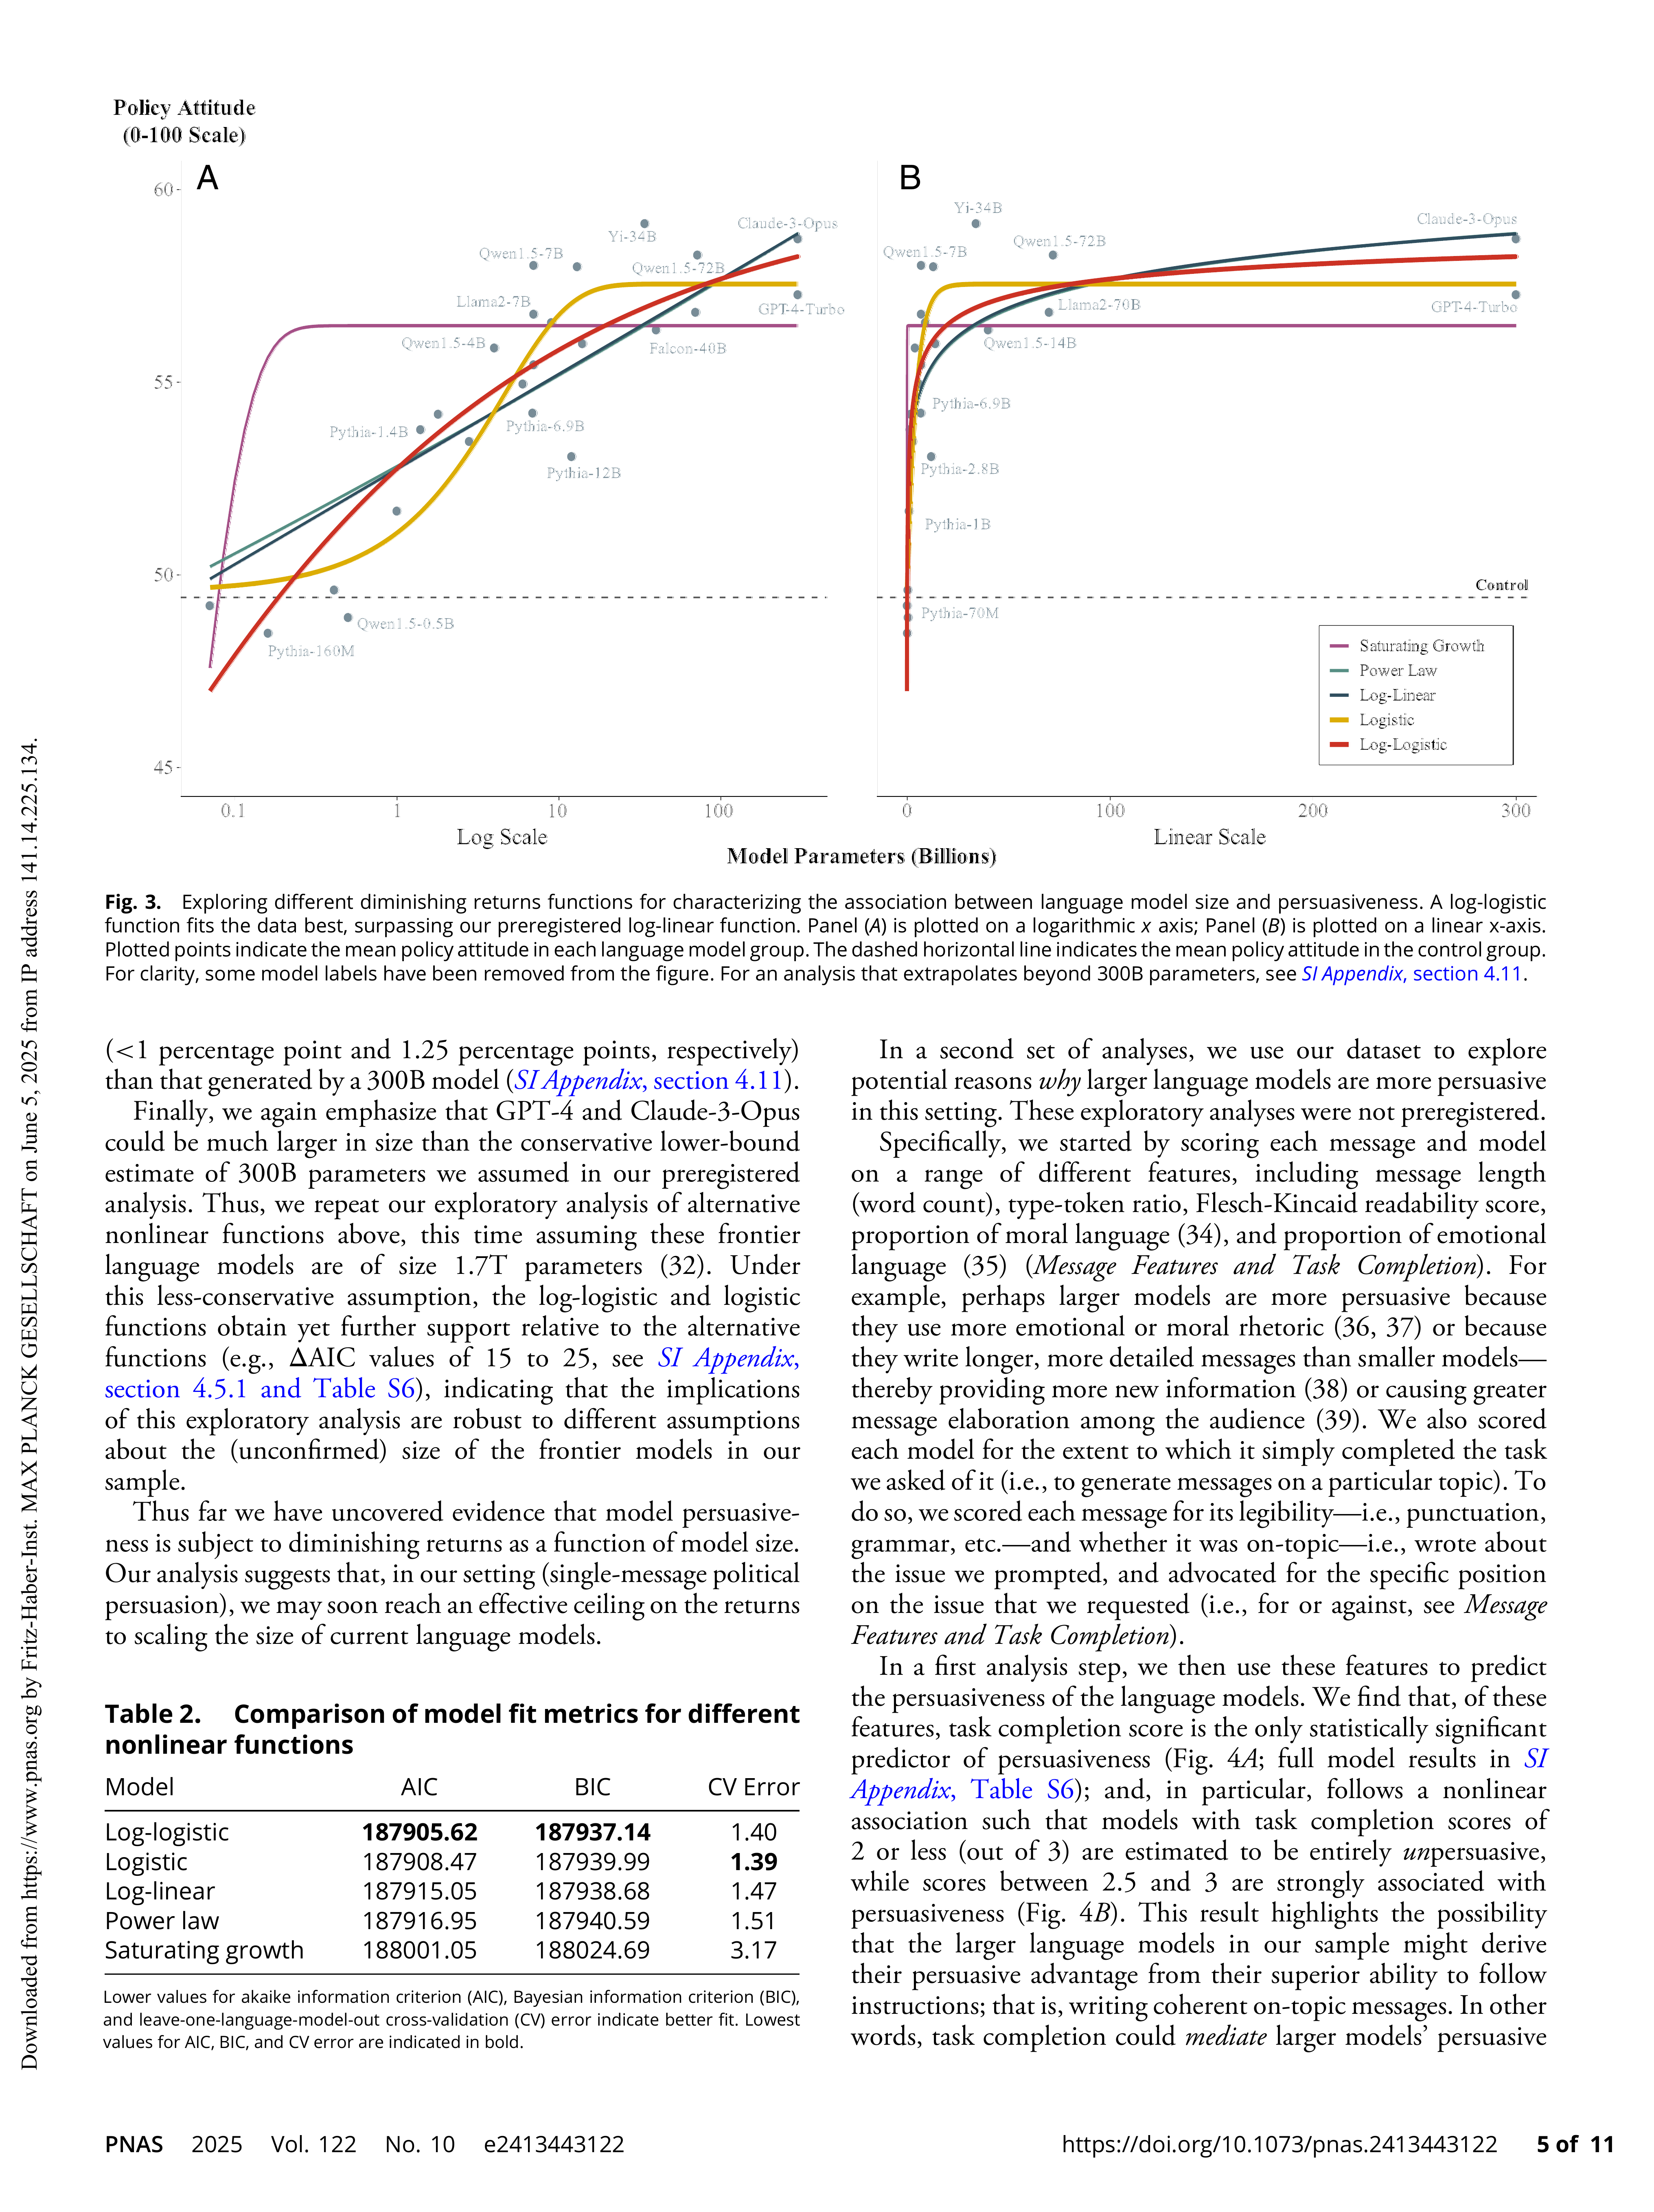 Policy Attitude
(0-100 Scale)
A
60
55
50
45
Yi-34B
Claude-3-Opus
Qwen1.5-7B
Qwen1.5-72B
Llama2-7B
GPT-4-Turbo
Qwen1.5-4B
Falcon-40B
Pythia-1.4B
Pythia-6.9B
Pythia-12B
Qwen1.5-0.5B
Pythia-160M
0.1 1 10 100
Log Scale
B
Yi-34B
Claude-3-Opus
Qwen1.5-7B
Qwen1.5-72B
Llama2-70B
GPT-4-Turbo
Qwen1.5-14B
Pythia-6.9B
Pythia-2.8B
Pythia-1B
Control
Pythia-70M
Saturating Growth
Power Law
Log-Linear
Logistic
Log-Logistic
0 100 200 300
Linear Scale
Model Parameters (Billions)
Fig. 3. Exploring different diminishing returns functions for characterizing the association between language model size and persuasiveness. A log-logistic
function fits the data best, surpassing our preregistered log-linear function. Panel (A) is plotted on a logarithmic x axis; Panel (B) is plotted on a linear x-axis.
Plotted points indicate the mean policy attitude in each language model group. The dashed horizontal line indicates the mean policy attitude in the control group.
For clarity, some model labels have been removed from the figure. For an analysis that extrapolates beyond 300B parameters, see SI Appendix, section 4.11.
(<1 percentage point and 1.25 percentage points, respectively)
than that generated by a 300B model (SI Appendix, section 4.11).
Finally, we again emphasize that GPT-4 and Claude-3-Opus
could be much larger in size than the conservative lower-bound
estimate of 300B parameters we assumed in our preregistered
analysis. Thus, we repeat our exploratory analysis of alternative
nonlinear functions above, this time assuming these frontier
language models are of size 1.7T parameters (32). Under
this less-conservative assumption, the log-logistic and logistic
functions obtain yet further support relative to the alternative
functions (e.g., ΔAIC values of 15 to 25, see SI Appendix,
section 4.5.1 and Table S6), indicating that the implications
of this exploratory analysis are robust to different assumptions
about the (unconfirmed) size of the frontier models in our
sample.
Thus far we have uncovered evidence that model persuasive-
ness is subject to diminishing returns as a function of model size.
Our analysis suggests that, in our setting (single-message political
persuasion), we may soon reach an effective ceiling on the returns
to scaling the size of current language models.
Table 2. Comparison of model fit metrics for different
nonlinear functions
Model AIC BIC CV Error
Log-logistic 187905.62 187937.14 1.40
Logistic 187908.47 187939.99 1.39
Log-linear 187915.05 187938.68 1.47
Power law 187916.95 187940.59 1.51
Saturating growth 188001.05 188024.69 3.17
Lower values for akaike information criterion (AIC), Bayesian information criterion (BIC),
and leave-one-language-model-out cross-validation (CV) error indicate better fit. Lowest
values for AIC, BIC, and CV error are indicated in bold.
In a second set of analyses, we use our dataset to explore
potential reasons why larger language models are more persuasive
in this setting. These exploratory analyses were not preregistered.
Specifically, we started by scoring each message and model
on a range of different features, including message length
(word count), type-token ratio, Flesch-Kincaid readability score,
proportion of moral language (34), and proportion of emotional
language (35) (Message Features and Task Completion). For
example, perhaps larger models are more persuasive because
they use more emotional or moral rhetoric (36, 37) or because
they write longer, more detailed messages than smaller models—
thereby providing more new information (38) or causing greater
message elaboration among the audience (39). We also scored
each model for the extent to which it simply completed the task
we asked of it (i.e., to generate messages on a particular topic). To
do so, we scored each message for its legibility—i.e., punctuation,
grammar, etc.—and whether it was on-topic—i.e., wrote about
the issue we prompted, and advocated for the specific position
on the issue that we requested (i.e., for or against, see Message
Features and Task Completion).
In a first analysis step, we then use these features to predict
the persuasiveness of the language models. We find that, of these
features, task completion score is the only statistically significant
predictor of persuasiveness (Fig. 4A; full model results in SI
Appendix, Table S6); and, in particular, follows a nonlinear
association such that models with task completion scores of
2 or less (out of 3) are estimated to be entirely unpersuasive,
while scores between 2.5 and 3 are strongly associated with
persuasiveness (Fig. 4B). This result highlights the possibility
that the larger language models in our sample might derive
their persuasive advantage from their superior ability to follow
instructions; that is, writing coherent on-topic messages. In other
words, task completion could mediate larger models’ persuasive
PNAS 2025 Vol. 122 No. 10 e2413443122
https://doi.org/10.1073/pnas.2413443122 5 of 11
Downloaded from https://www.pnas.org by Fritz-Haber-Inst. MAX PLANCK GESELLSCHAFT on June 5, 2025 from IP address 141.14.225.134.